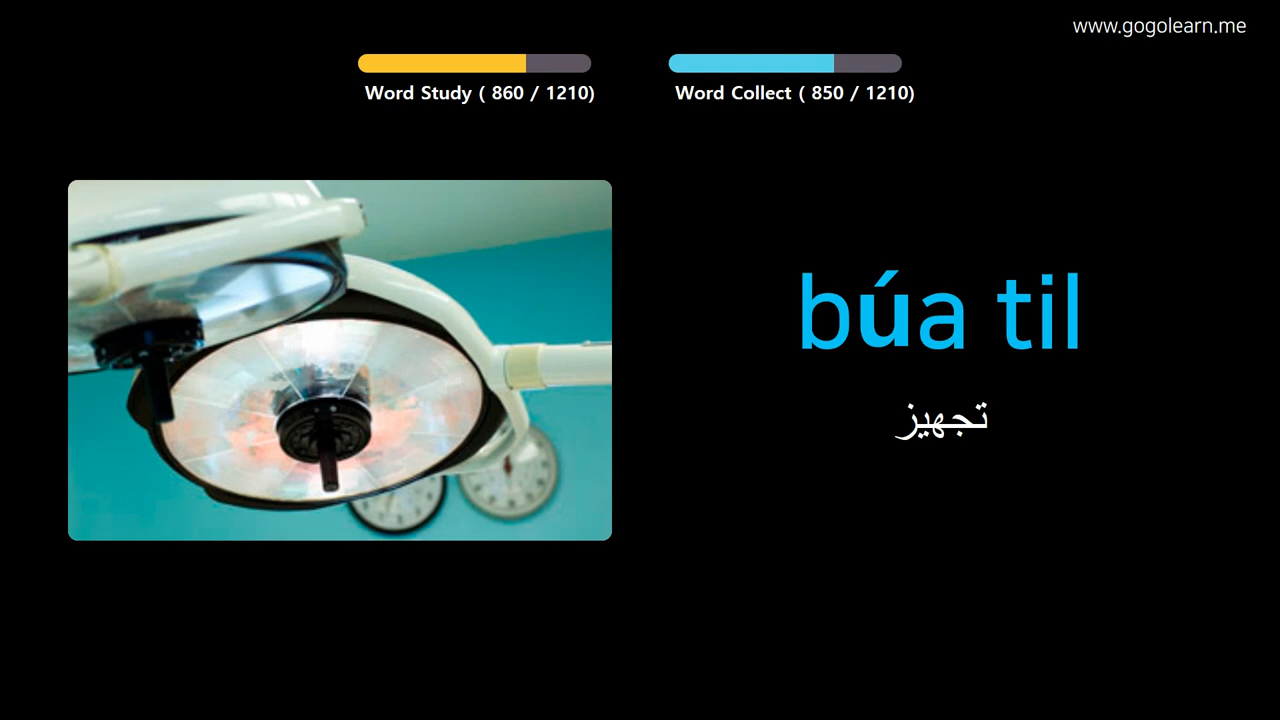 www.gogolearn.me
Word Study ( 860 / 1210)
Word Collect ( 850 / 1210)
búa til
تجهيز